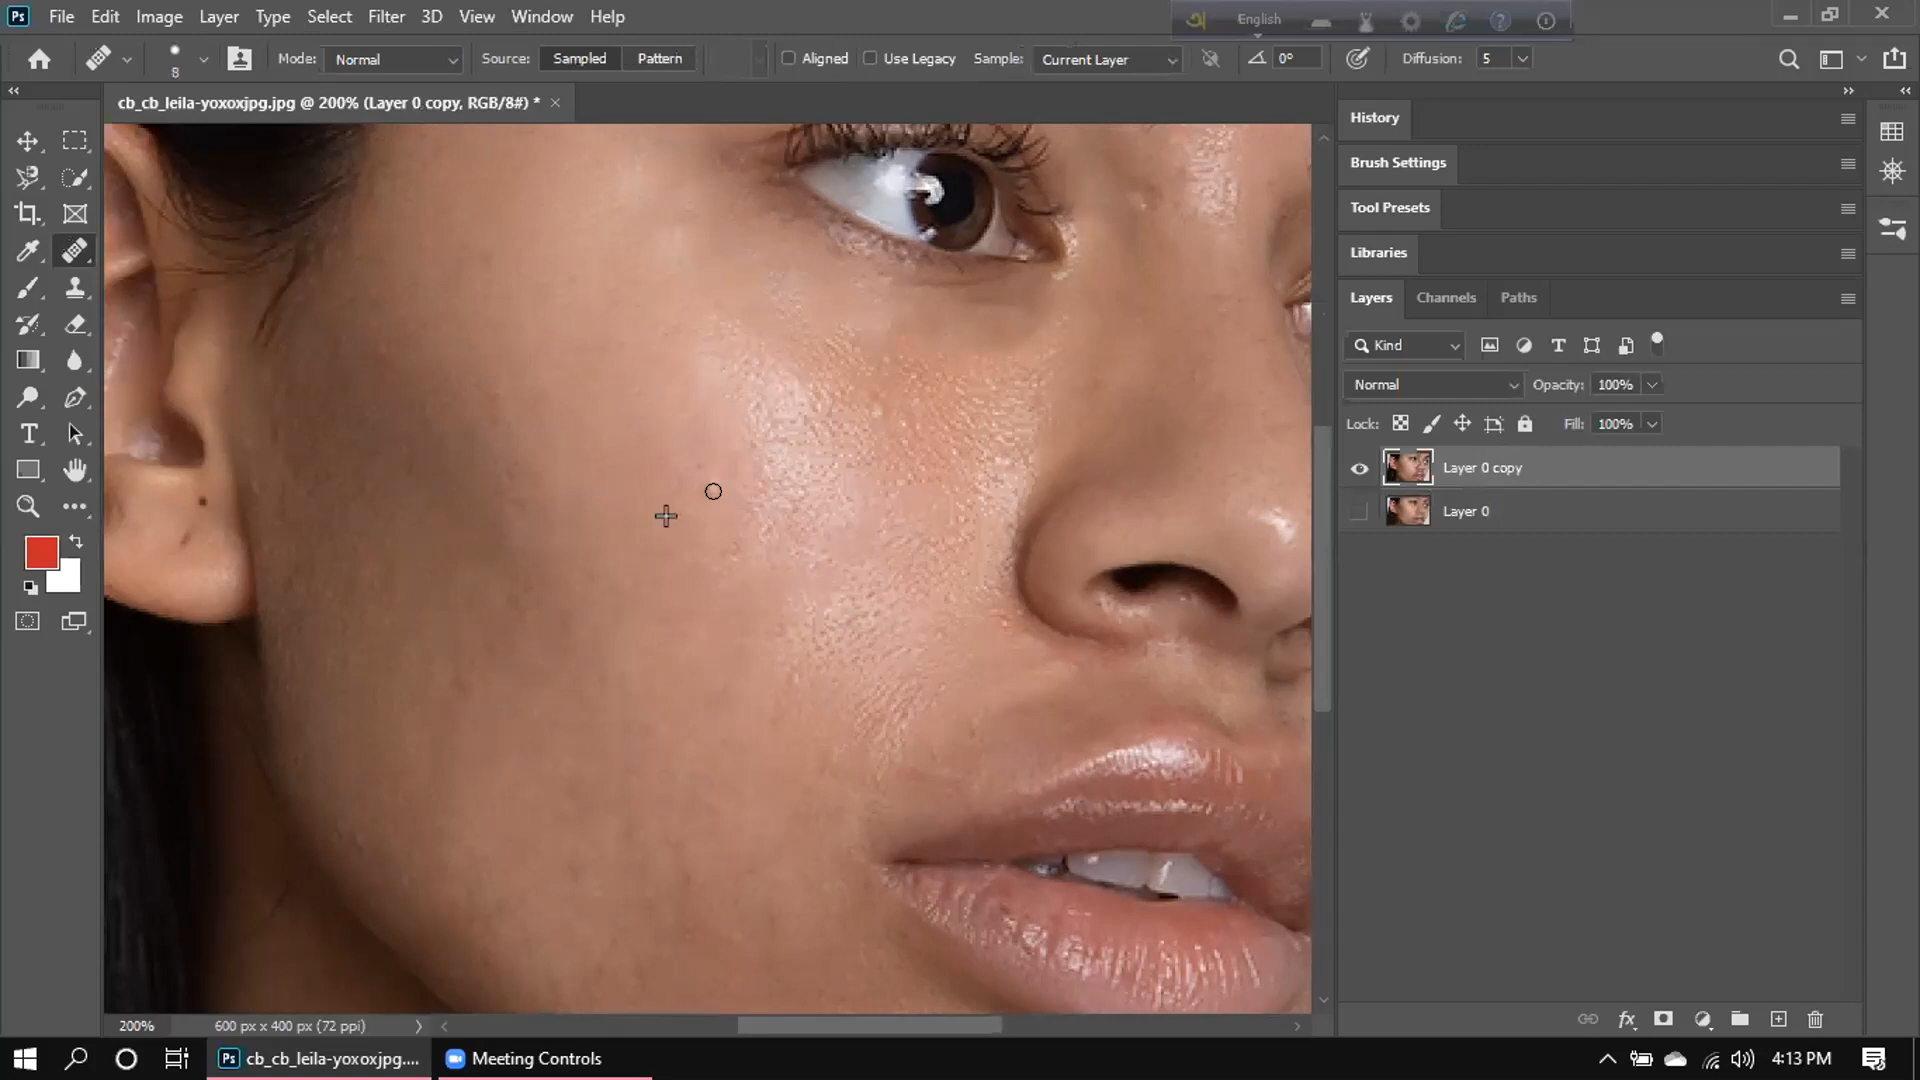 Ps File Edit Image Layer Type Select Filter 3D View Window Help
English
8 Mode: Normal Source: Sampled Pattern Aligned Use Legacy Sample: Current Layer 0° Diffusion: 5
cb_cb_leila-yoxoxjpg.jpg @ 200% (Layer 0 copy, RGB/8#) *
History
Brush Settings
Tool Presets
Libraries
Layers Channels Paths
Kind
Normal Opacity: 100%
Lock: Fill: 100%
Layer 0 copy
Layer 0
200% 600 px x 400 px (72 ppi)
Ps cb_cb_leila-yoxoxjpg.... Meeting Controls 4:13 PM